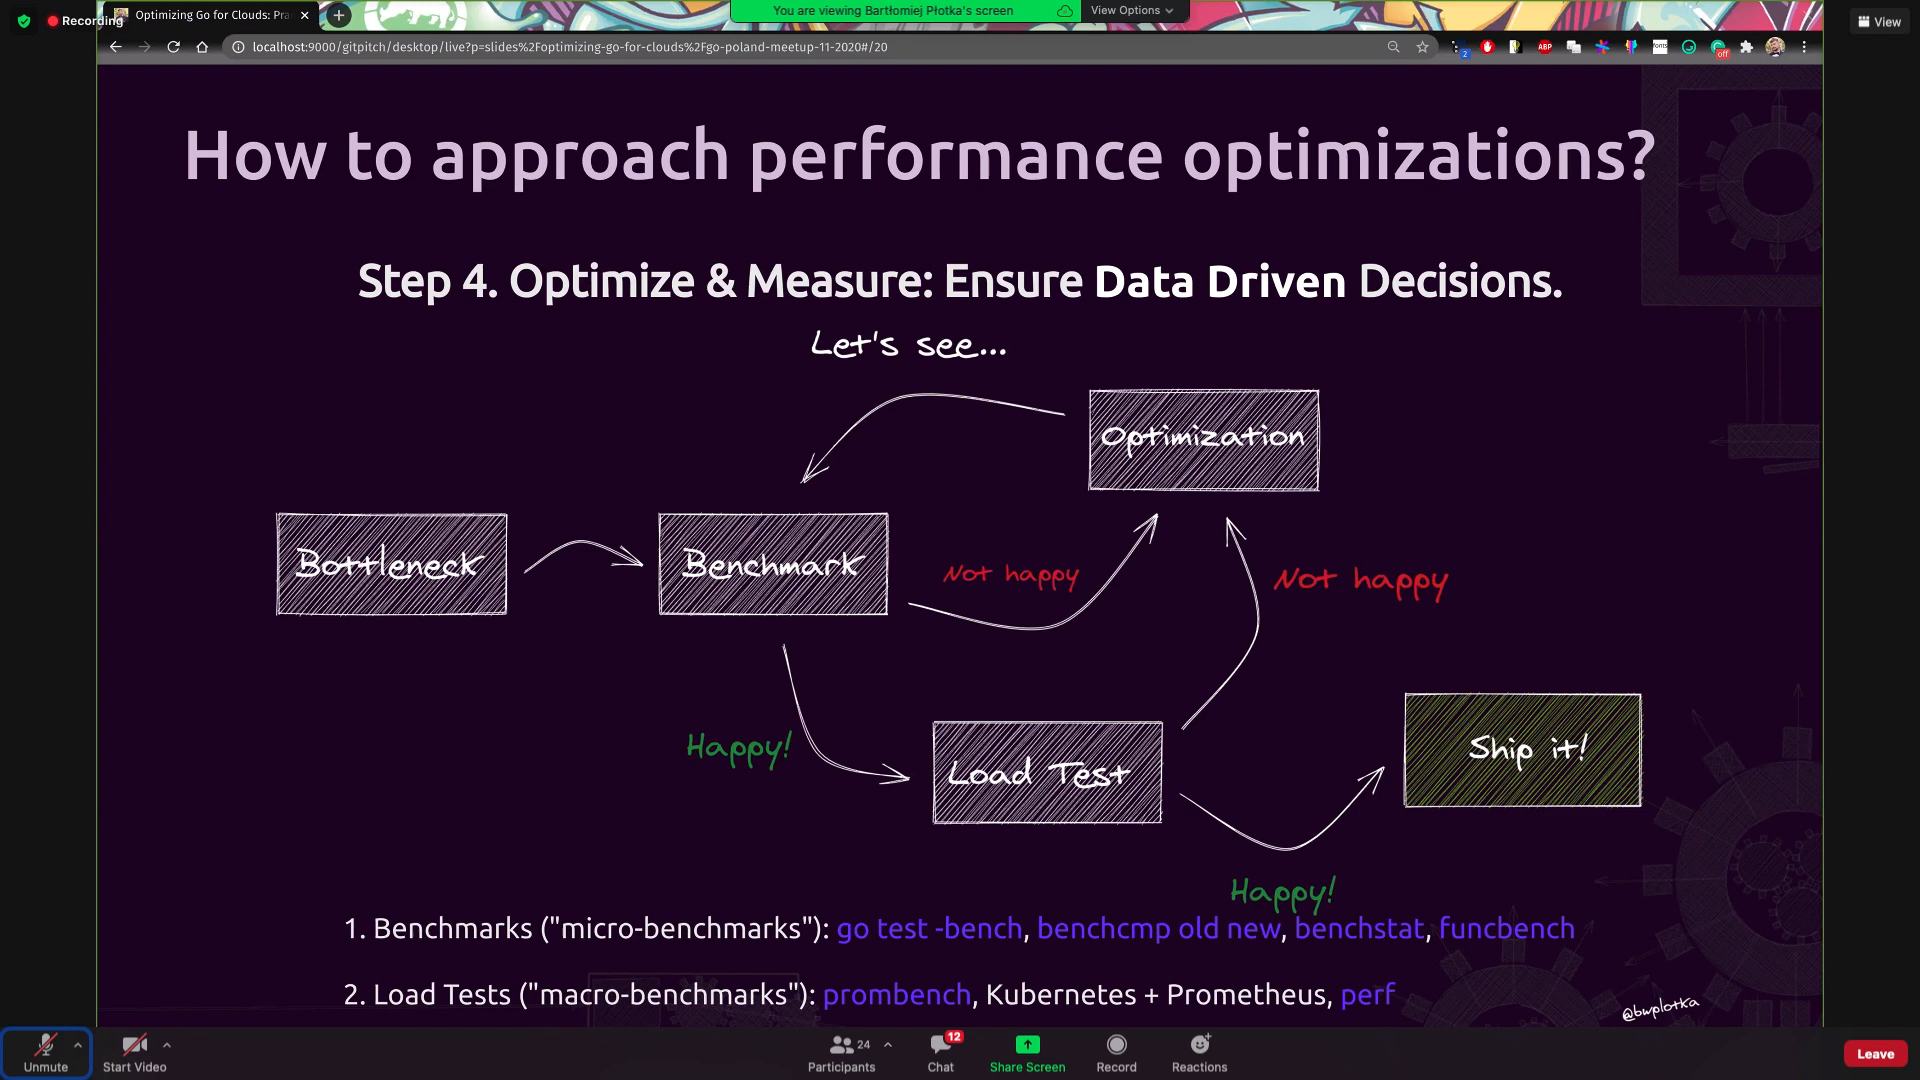 Recording
Optimizing Go for Clouds: Pra
You are viewing Bartłomiej Płotka's screen
View Options
View
localhost:9000/gitpitch/desktop/live?p=slides%2Foptimizing-go-for-clouds%2Fgo-poland-meetup-11-2020#/20
2
ABP
fonts
off
How to approach performance optimizations?
Step 4. Optimize & Measure: Ensure Data Driven Decisions.
Let's see...
Optimization
Bottleneck
Benchmark
Not happy
Not happy
Happy!
Load Test
Ship it!
Happy!
1. Benchmarks ("micro-benchmarks"): go test -bench, benchcmp old new, benchstat, funcbench
2. Load Tests ("macro-benchmarks"): prombench, Kubernetes + Prometheus, perf
@bwplotka
Unmute
Start Video
24
Participants
12
Chat
Share Screen
Record
Reactions
Leave